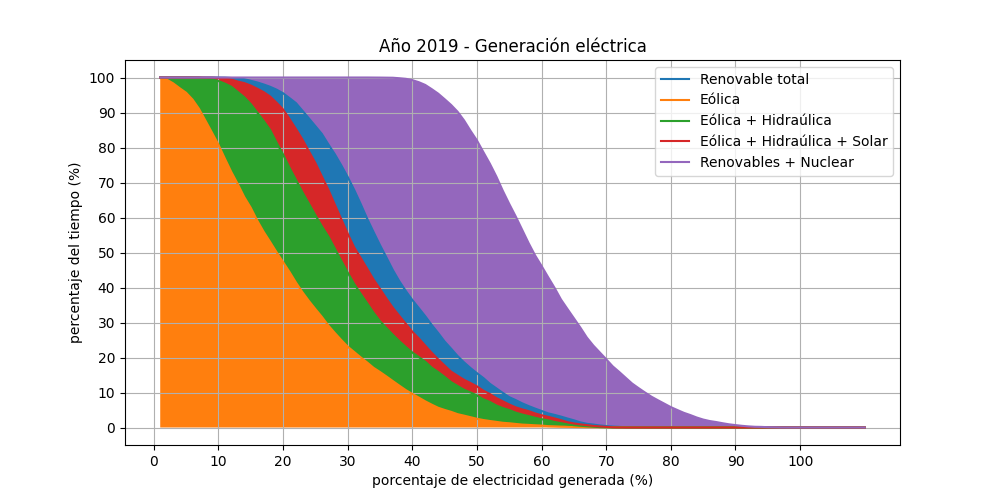 Año 2019 - Generación eléctrica
Renovable total
Eólica
Eólica + Hidraúlica
Eólica + Hidraúlica + Solar
Renovables + Nuclear
porcentaje del tiempo (%)
100
90
80
70
60
50
40
30
20
10
0
0 10 20 30 40 50 60 70 80 90 100
porcentaje de electricidad generada (%)